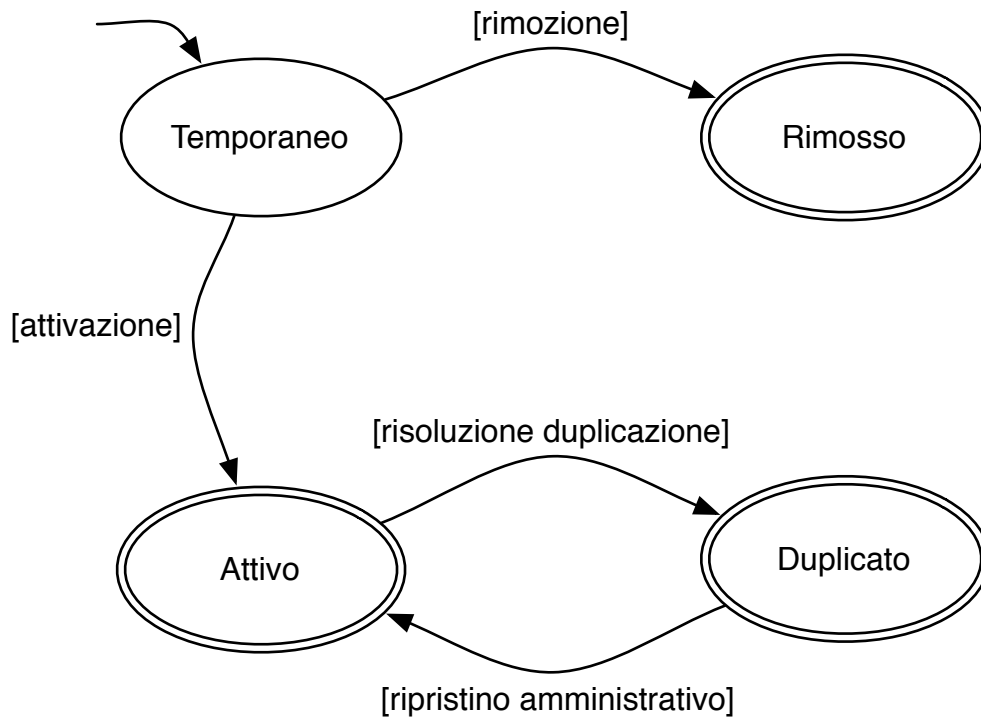 [rimozione]
Temporaneo
Rimosso
[attivazione]
[risoluzione duplicazione]
Attivo
Duplicato
[ripristino amministrativo]